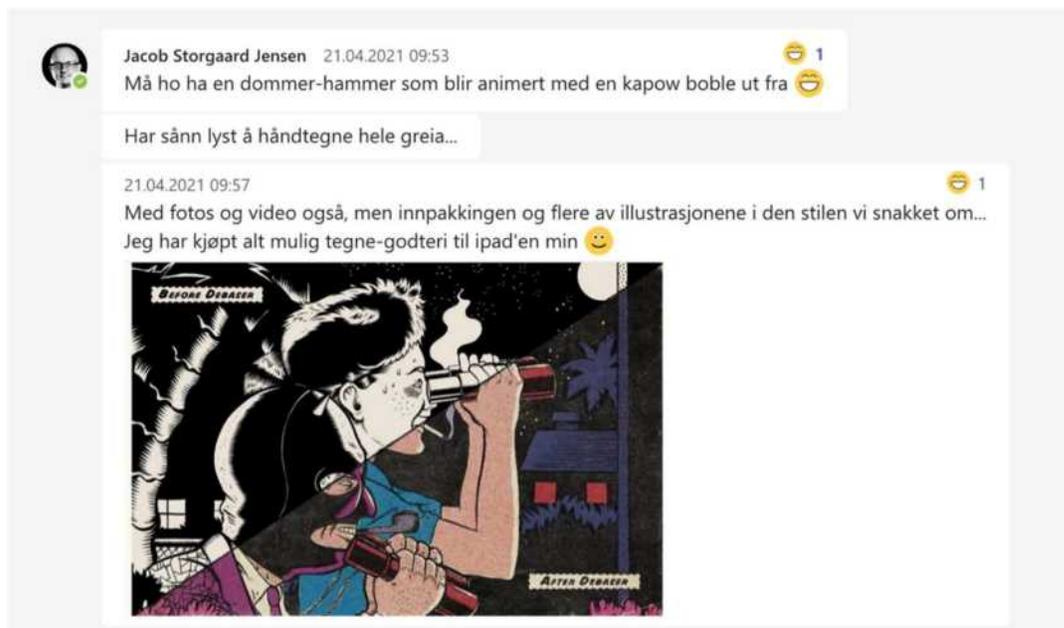 Jacob Storgaard Jensen 21.04.2021 09:53 😁 1
Må ho ha en dommer-hammer som blir animert med en kapow boble ut fra 😁
Har sånn lyst å håndtegne hele greia...
21.04.2021 09:57 😁 1
Med fotos og video også, men innpakkingen og flere av illustrasjonene i den stilen vi snakket om...
Jeg har kjøpt alt mulig tegne-godteri til ipad'en min 🙂
BEFORE DEBASER
AFTER DEBASER